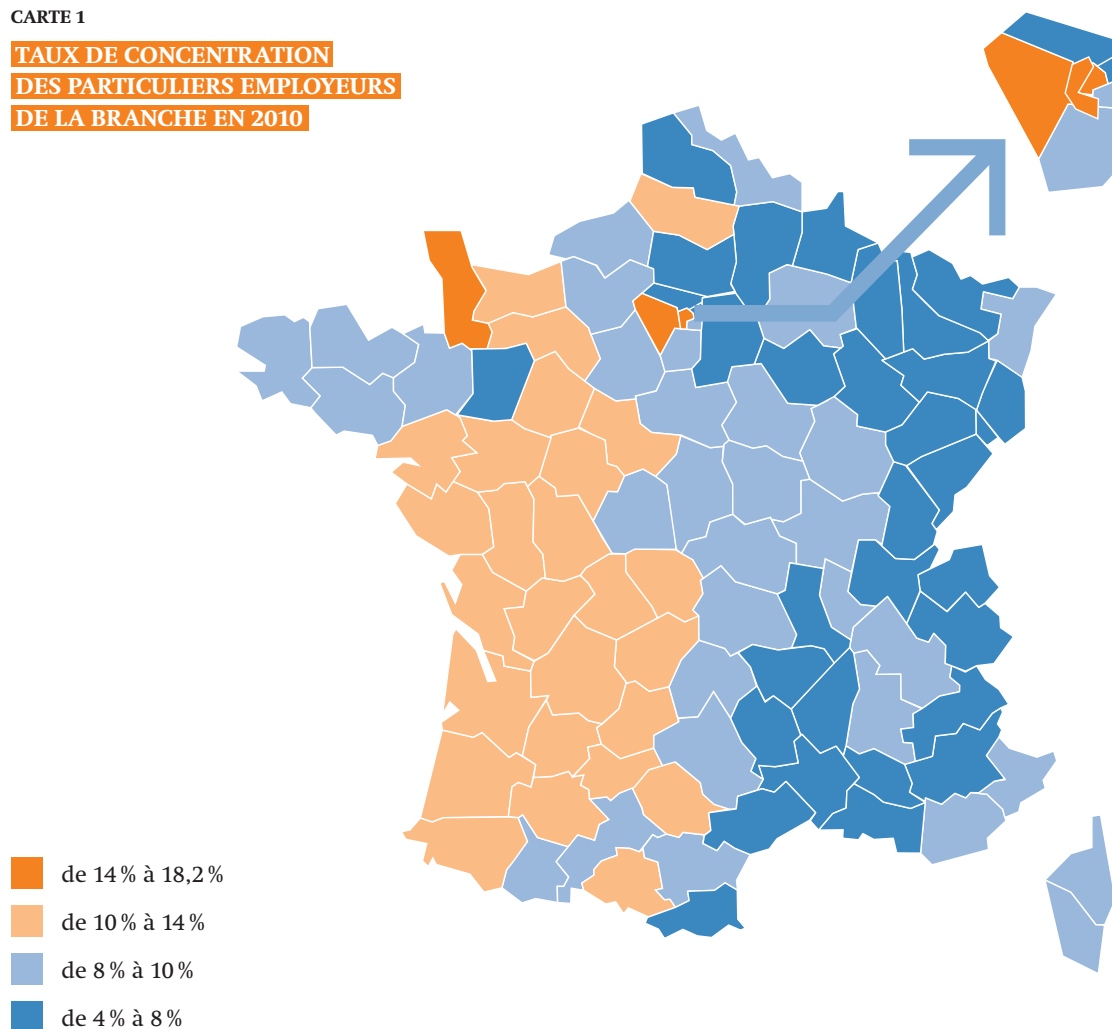 CARTE 1
TAUX DE CONCENTRATION
DES PARTICULIERS EMPLOYEURS
DE LA BRANCHE EN 2010
de 14 % à 18,2 %
de 10 % à 14 %
de 8 % à 10 %
de 4 % à 8 %